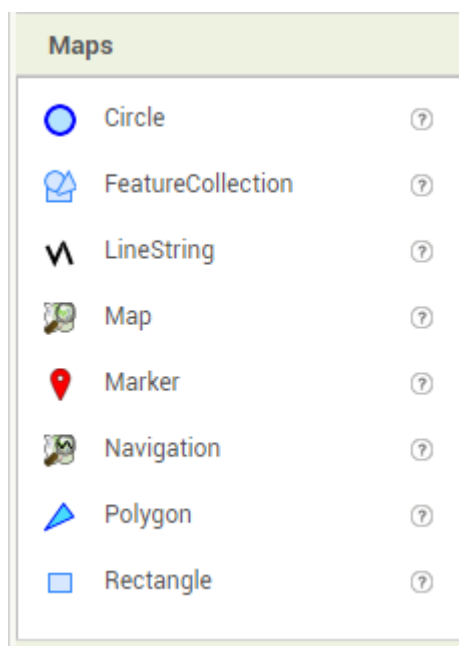 Maps
Circle ?
FeatureCollection ?
LineString ?
Map ?
Marker ?
Navigation ?
Polygon ?
Rectangle ?